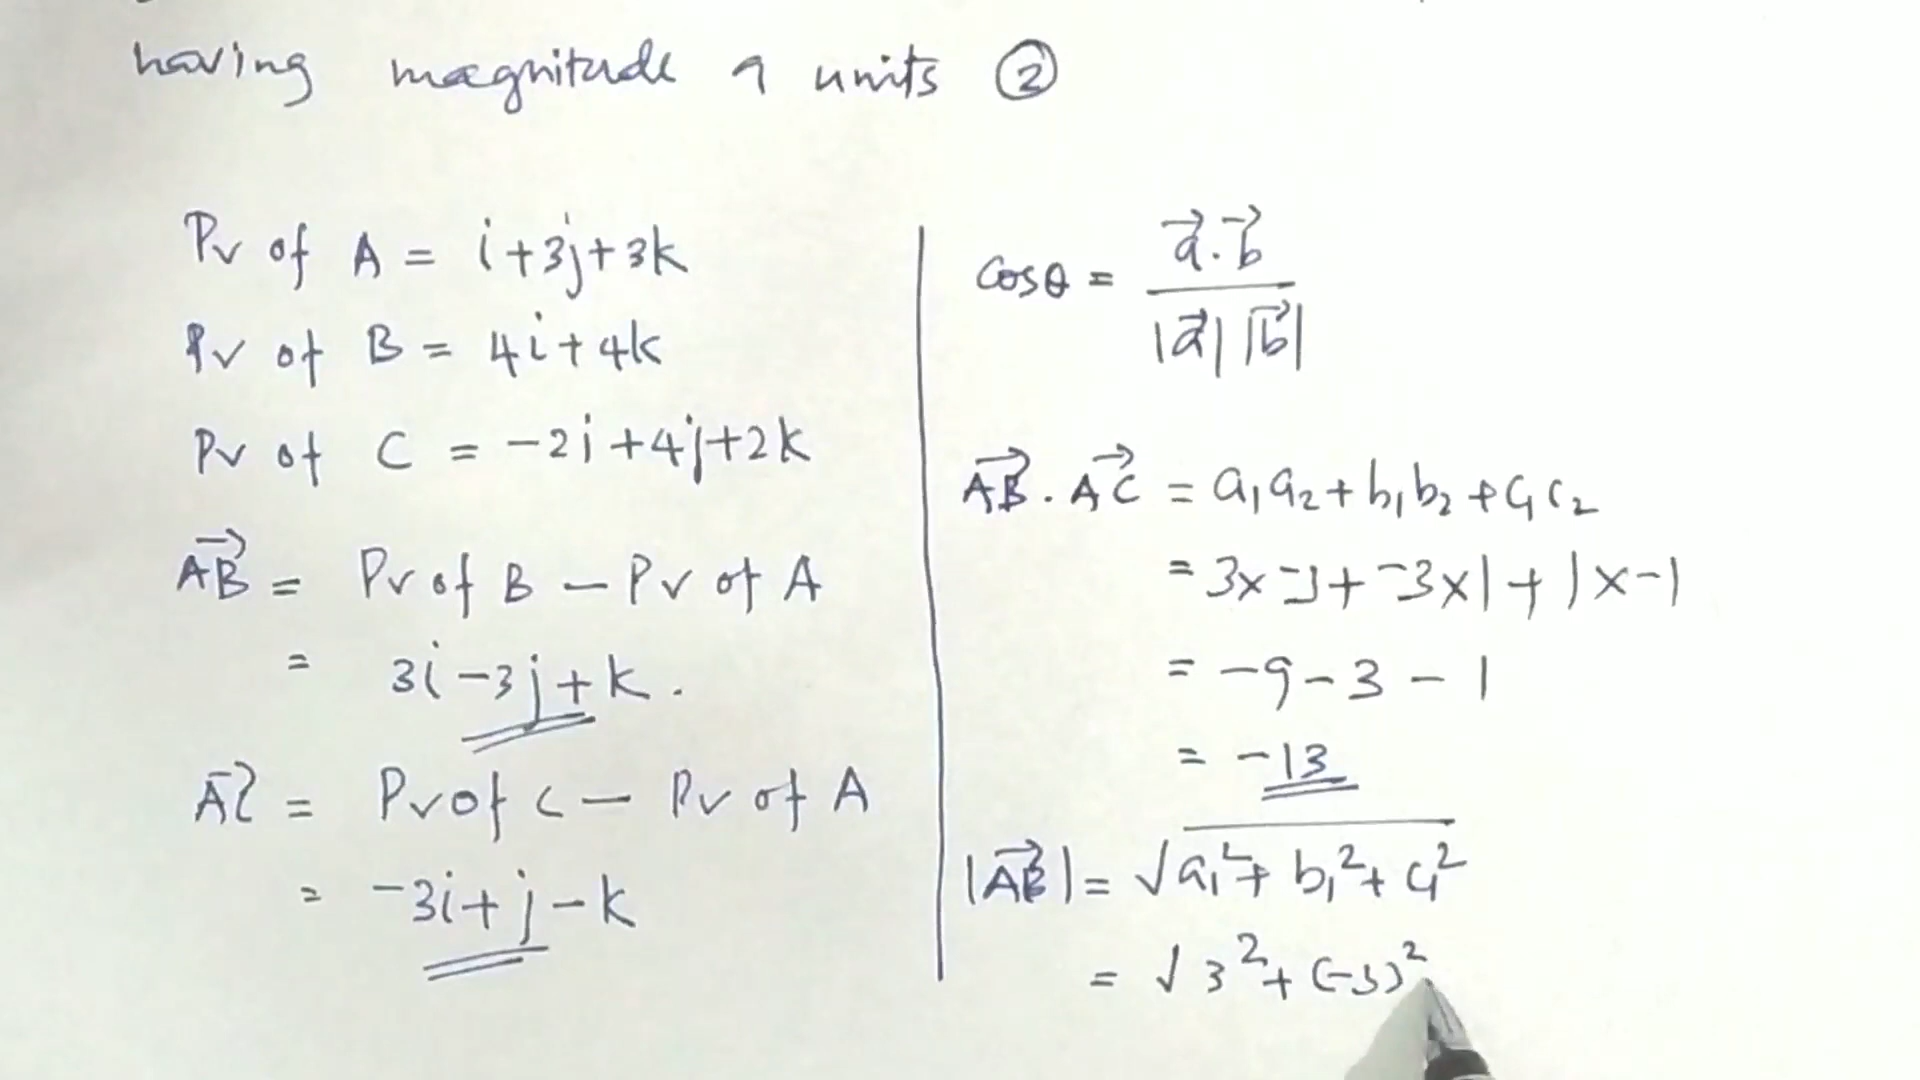 having magnitude 9 units ②
Pv of A = i+3j+3k
Pv of B = 4i+4k
Pv of C = -2i+4j+2k
AB⃗ = Pv of B - Pv of A
= 3i-3j+k.
AC⃗ = Pv of C - Pv of A
= -3i+j-k
cosθ = a⃗.b⃗ / |a⃗| |b⃗|
AB⃗ . AC⃗ = a₁a₂+b₁b₂+c₁c₂
= 3x-3+-3x1+1x-1
= -9-3-1
= -13
|AB⃗| = √a₁²+b₁²+c₁²
= √3²+(-3)²